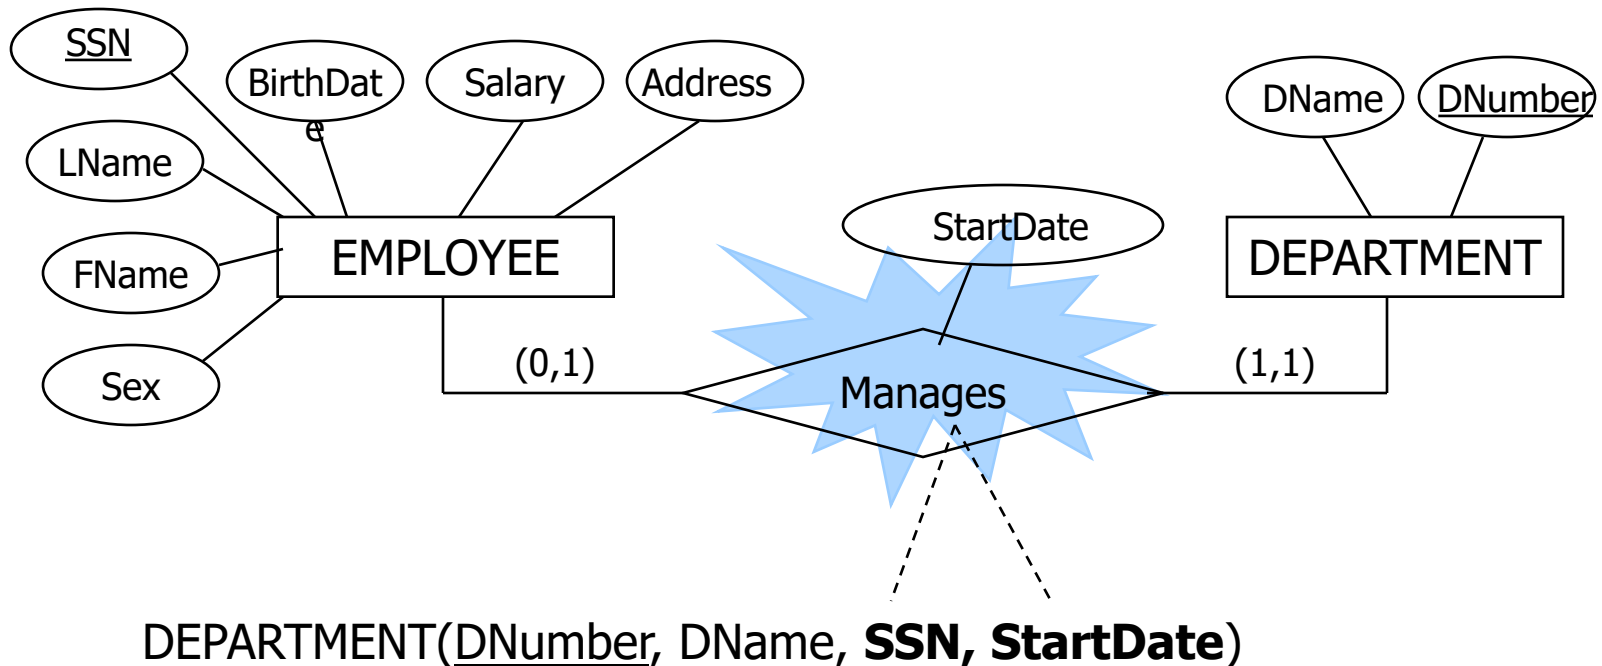 SSN
BirthDat
e
Salary
Address
DName
DNumber
LName
StartDate
EMPLOYEE
DEPARTMENT
FName
(0,1)
(1,1)
Sex
Manages
DEPARTMENT(DNumber, DName, SSN, StartDate)